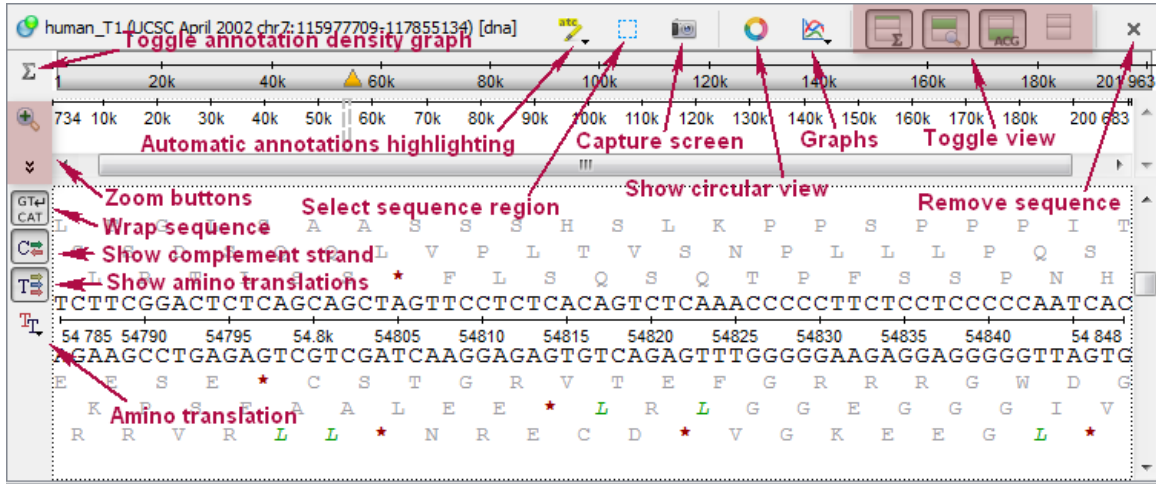 human_T1 (UCSC April 2002 chr7:115977709-117855134) [dna]
Toggle annotation density graph
Σ
1 20k 40k 60k 80k 100k 120k 140k 160k 180k 201 963
734 10k 20k 30k 40k 50k 60k 70k 80k 90k 100k 110k 120k 130k 140k 150k 160k 170k 180k 200 683
Automatic annotations highlighting
Capture screen
Graphs
Toggle view
Zoom buttons
Select sequence region
Show circular view
Remove sequence
GT
CAT
Wrap sequence
L W G L S A A S S S H S L K P P S P P P I T
Show complement strand
S S D S Q Q L V P L T V S N P L L L P Q S
Show amino translations
L R T L S S * F L S Q S Q T P F S S P N H
TCTTCGGACTCTCAGCAGCTAGTTCCTCTCACAGTCTCAAACCCCCTTCTCCTCCCCCAATCAC
54 785 54790 54795 54.8k 54805 54810 54815 54820 54825 54830 54835 54840 54 848
AGAAGCCTGAGAGTCGTCGATCAAGGAGAGTGTCAGAGTTTGGGGGAAGAGGAGGGGGTTAGTG
E E S E * C S T G R V T E F G R R R G W D G
K P S E A A L E E * L R L G G E G G G I V
Amino translation
R R V R L L * N R E C D * V G K E E G L *